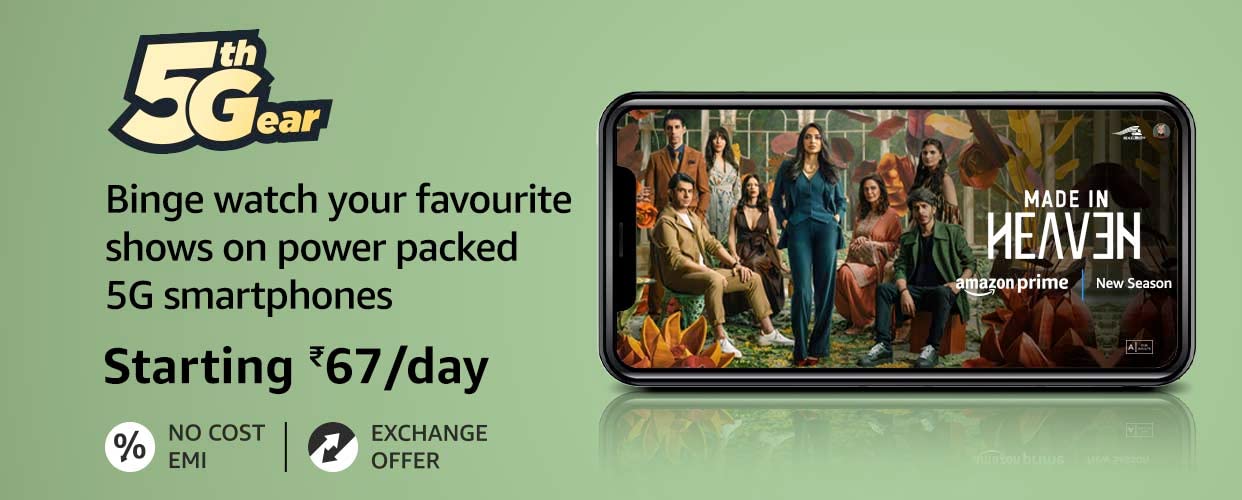 5th Gear
Binge watch your favourite
shows on power packed
5G smartphones
Starting ₹67/day
% NO COST
EMI
EXCHANGE
OFFER
MADE IN
HEAVEN
amazon prime | New Season
A